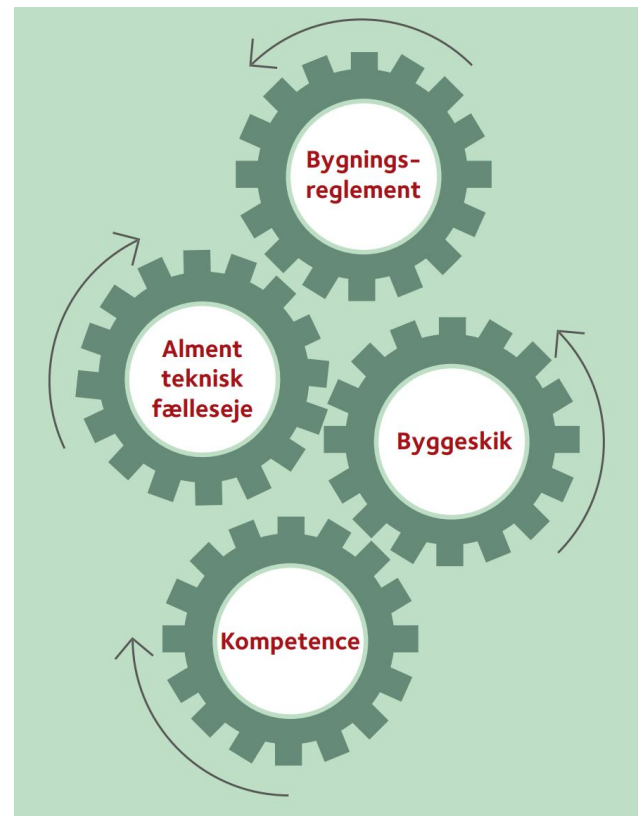 Bygnings-
reglement
Alment
teknisk
fælleseje
Byggeskik
Kompetence